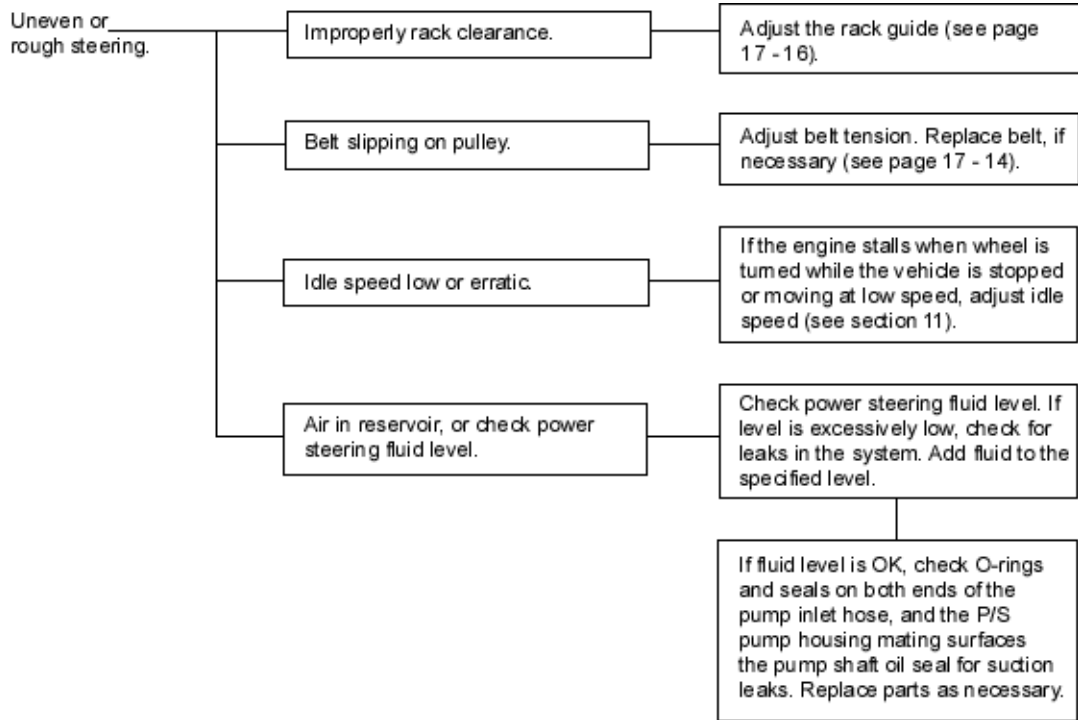 Uneven or
rough steering.
Improperly rack clearance.
Adjust the rack guide (see page
17 - 16).
Belt slipping on pulley.
Adjust belt tension. Replace belt, if
necessary (see page 17 - 14).
Idle speed low or erratic.
If the engine stalls when wheel is
turned while the vehicle is stopped
or moving at low speed, adjust idle
speed (see section 11).
Air in reservoir, or check power
steering fluid level.
Check power steering fluid level. If
level is excessively low, check for
leaks in the system. Add fluid to the
specified level.
If fluid level is OK, check O-rings
and seals on both ends of the
pump inlet hose, and the P/S
pump housing mating surfaces
the pump shaft oil seal for suction
leaks. Replace parts as necessary.